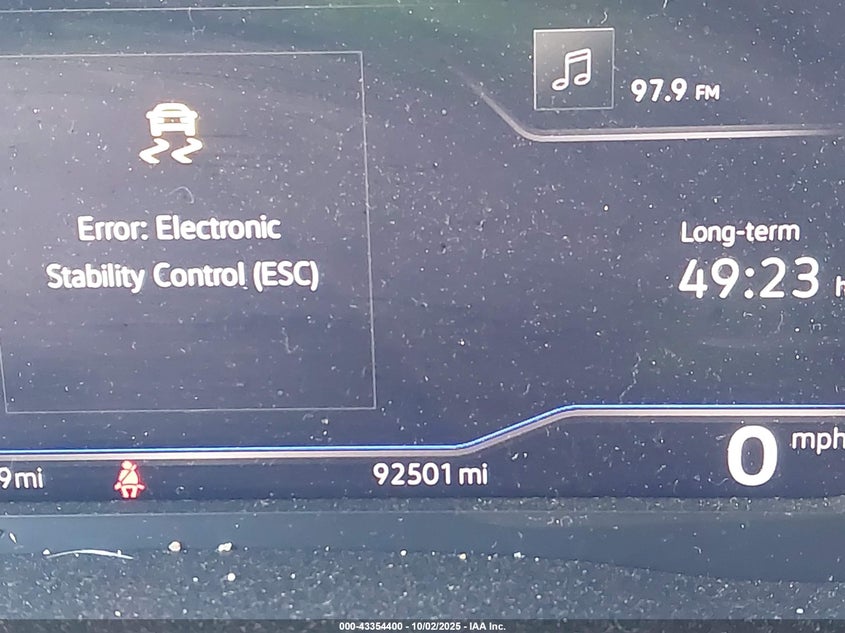 97.9 FM
Error: Electronic
Stability Control (ESC)
Long-term
49:23 h
0 mph
9mi
92501 mi
000-43354400 - 10/02/2025 - IAA Inc.